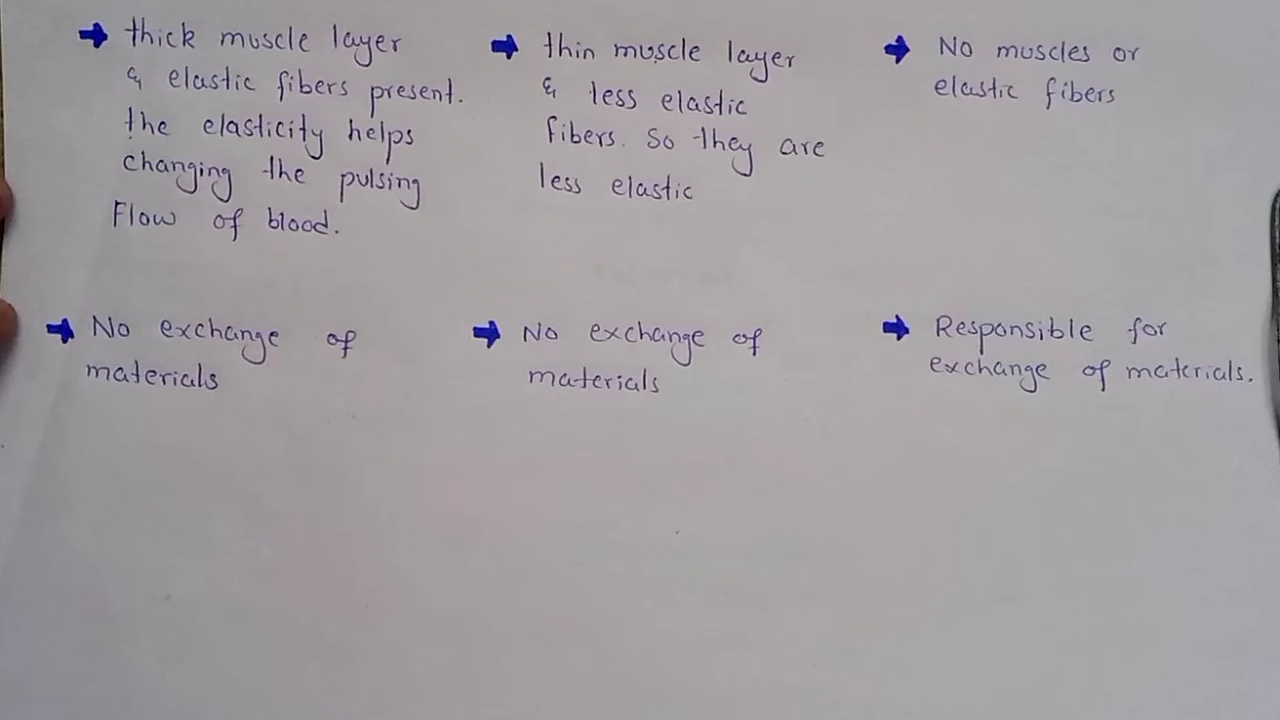 ➡ thick muscle layer
& elastic fibers present.
the elasticity helps
changing the pulsing
Flow of blood.
➡ thin muscle layer
& less elastic
fibers. So they are
less elastic
➡ No muscles or
elastic fibers
➡ No exchange of
materials
➡ No exchange of
materials
➡ Responsible for
exchange of materials.